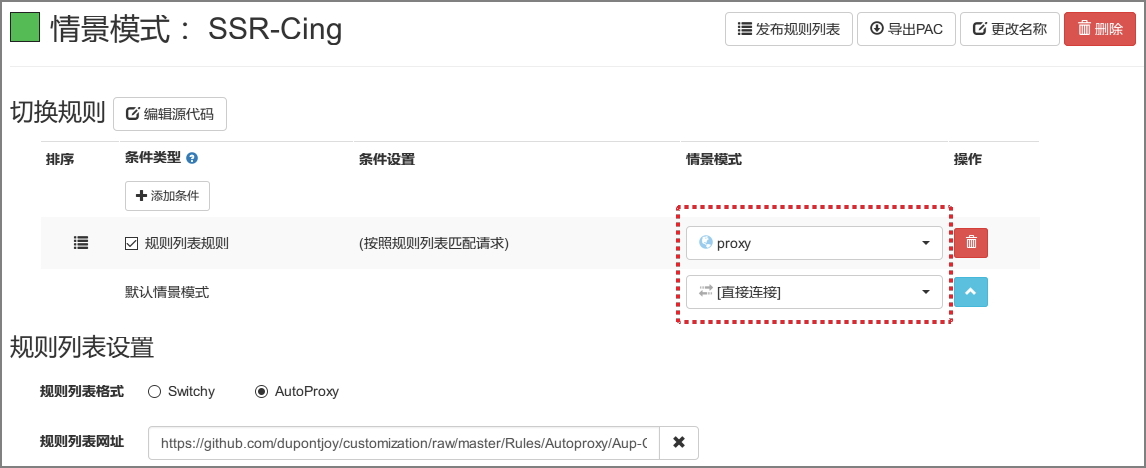 情景模式： SSR-Cing
发布规则列表 导出PAC 更改名称 删除
切换规则 编辑源代码
排序 条件类型 条件设置 情景模式 操作
添加条件
规则列表规则 (按照规则列表匹配请求) proxy
默认情景模式 [直接连接]
规则列表设置
规则列表格式 Switchy AutoProxy
规则列表网址 https://github.com/dupontjoy/customization/raw/master/Rules/Autoproxy/Aup-C